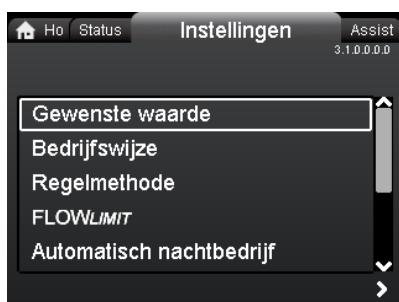 Ho Status Instellingen Assist
3.1.0.0.0.0
Gewenste waarde
Bedrijfswijze
Regelmethode
FLOWLIMIT
Automatisch nachtbedrijf